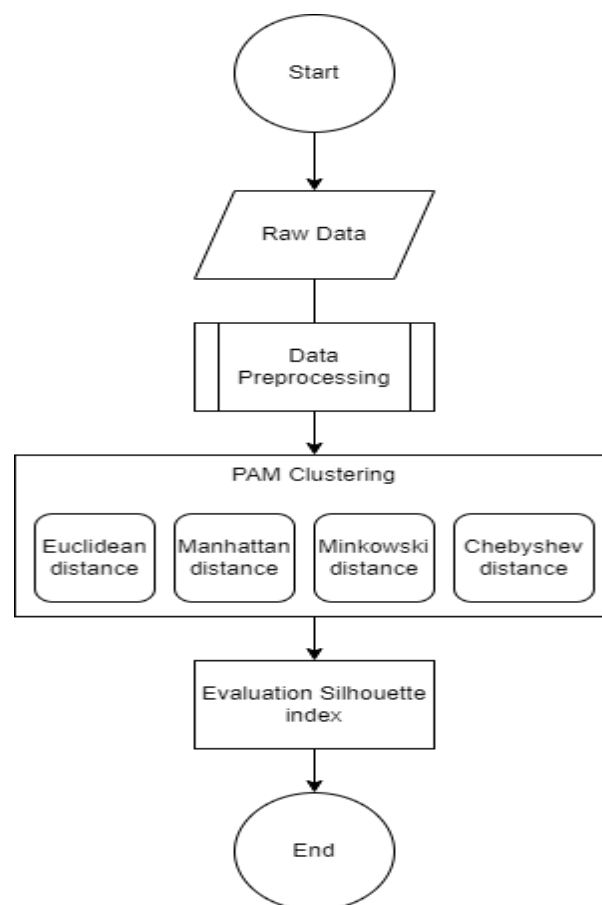 Start
Raw Data
Data
Preprocessing
PAM Clustering
Euclidean
distance
Manhattan
distance
Minkowski
distance
Chebyshev
distance
Evaluation Silhouette
index
End